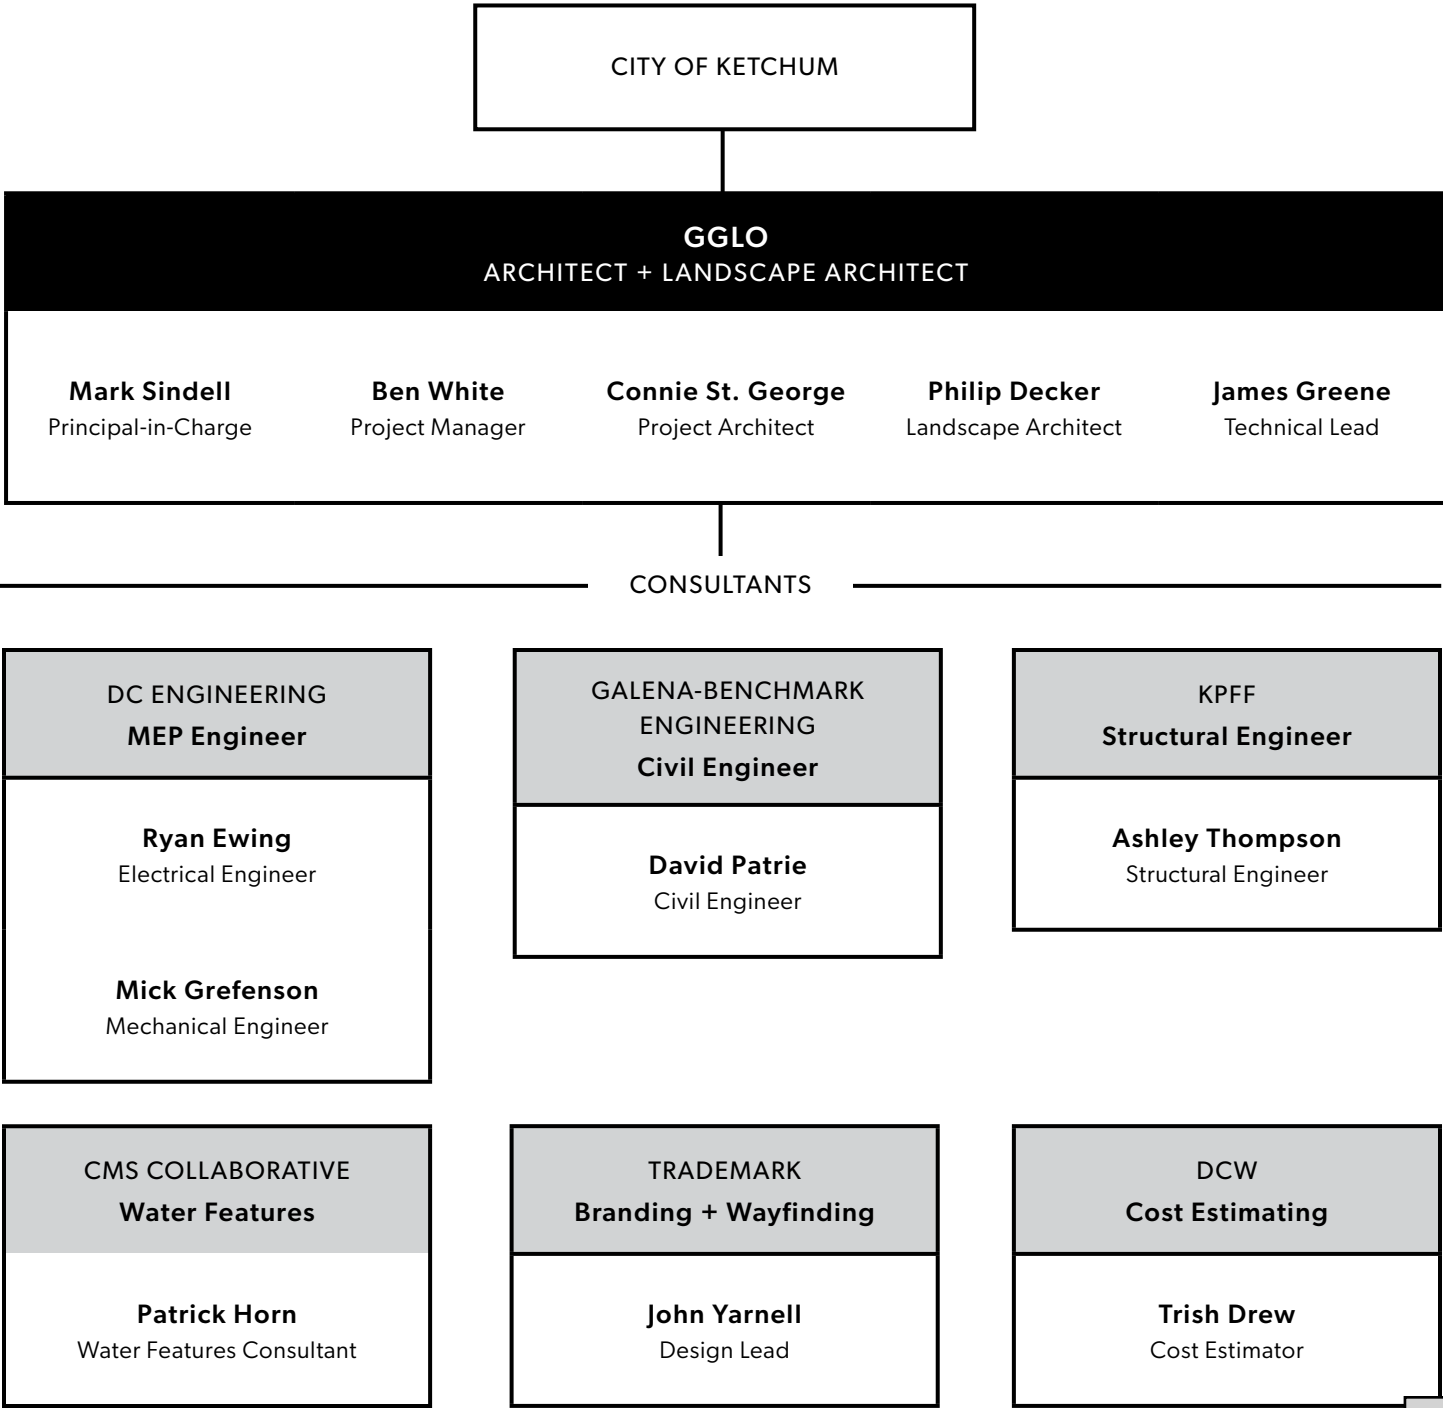 CITY OF KETCHUM
GGLO
ARCHITECT + LANDSCAPE ARCHITECT
Mark Sindell
Principal-in-Charge
Ben White
Project Manager
Connie St. George
Project Architect
Philip Decker
Landscape Architect
James Greene
Technical Lead
CONSULTANTS
DC ENGINEERING
MEP Engineer
Ryan Ewing
Electrical Engineer
Mick Grefenson
Mechanical Engineer
GALENA-BENCHMARK
ENGINEERING
Civil Engineer
David Patrie
Civil Engineer
KPFF
Structural Engineer
Ashley Thompson
Structural Engineer
CMS COLLABORATIVE
Water Features
Patrick Horn
Water Features Consultant
TRADEMARK
Branding + Wayfinding
John Yarnell
Design Lead
DCW
Cost Estimating
Trish Drew
Cost Estimator